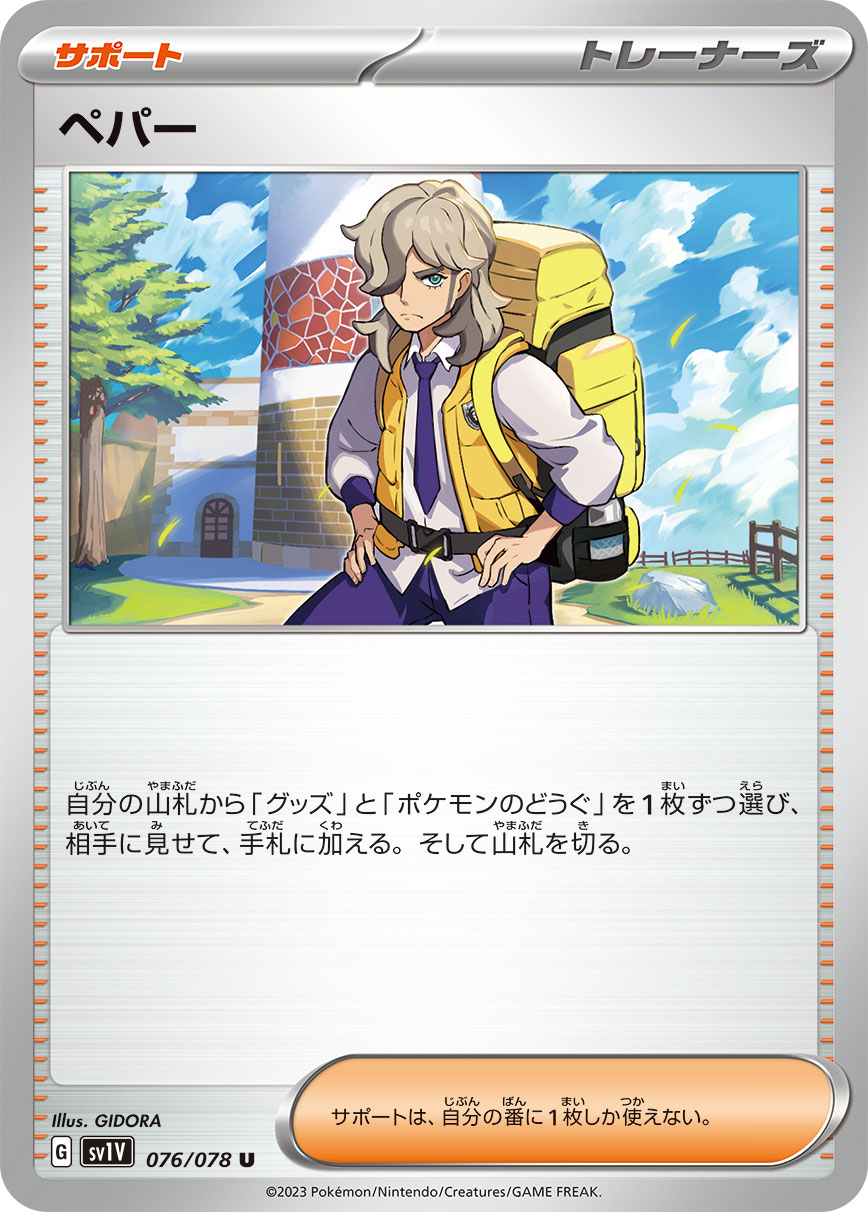 サポート
トレーナーズ
ペパー
自分の山札から「グッズ」と「ポケモンのどうぐ」を1枚ずつ選び、
相手に見せて、手札に加える。そして山札を切る。
Illus. GIDORA
サポートは、自分の番に1枚しか使えない。
G sv1V 076/078 U
©2023 Pokémon/Nintendo/Creatures/GAME FREAK.